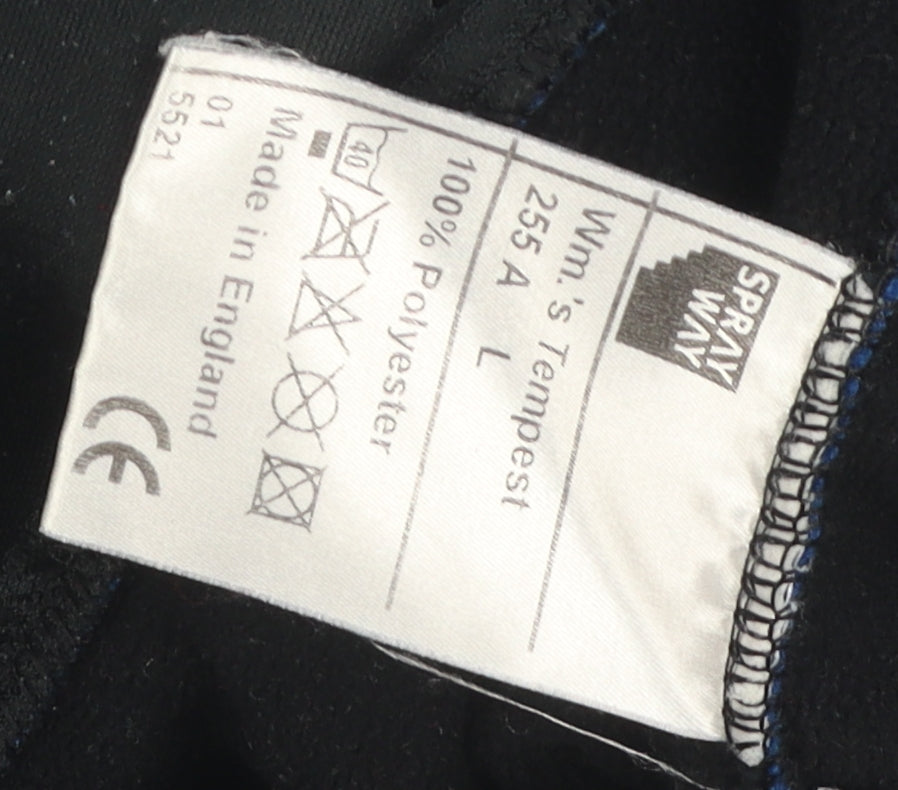 SPRAY
WAY
Wm.'s Tempest
255 A L
100% Polyester
40
Made in England
01
5521
CE